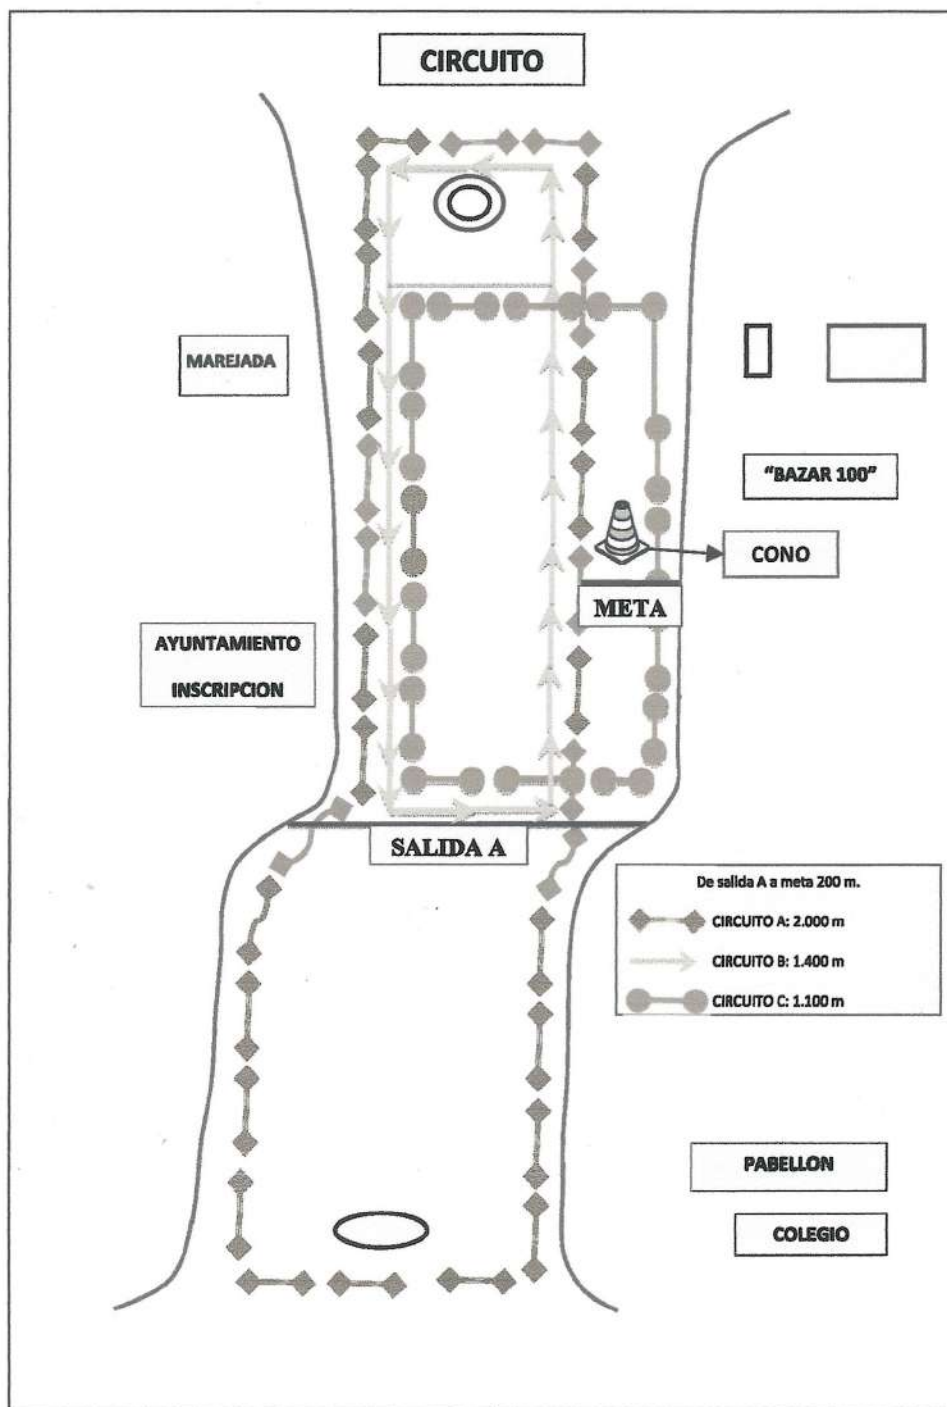 CIRCUITO
MAREJADA
"BAZAR 100"
CONO
META
AYUNTAMIENTO
INSCRIPCION
SALIDA A
De salida A a meta 200 m.
CIRCUITO A: 2.000 m
CIRCUITO B: 1.400 m
CIRCUITO C: 1.100 m
PABELLON
COLEGIO